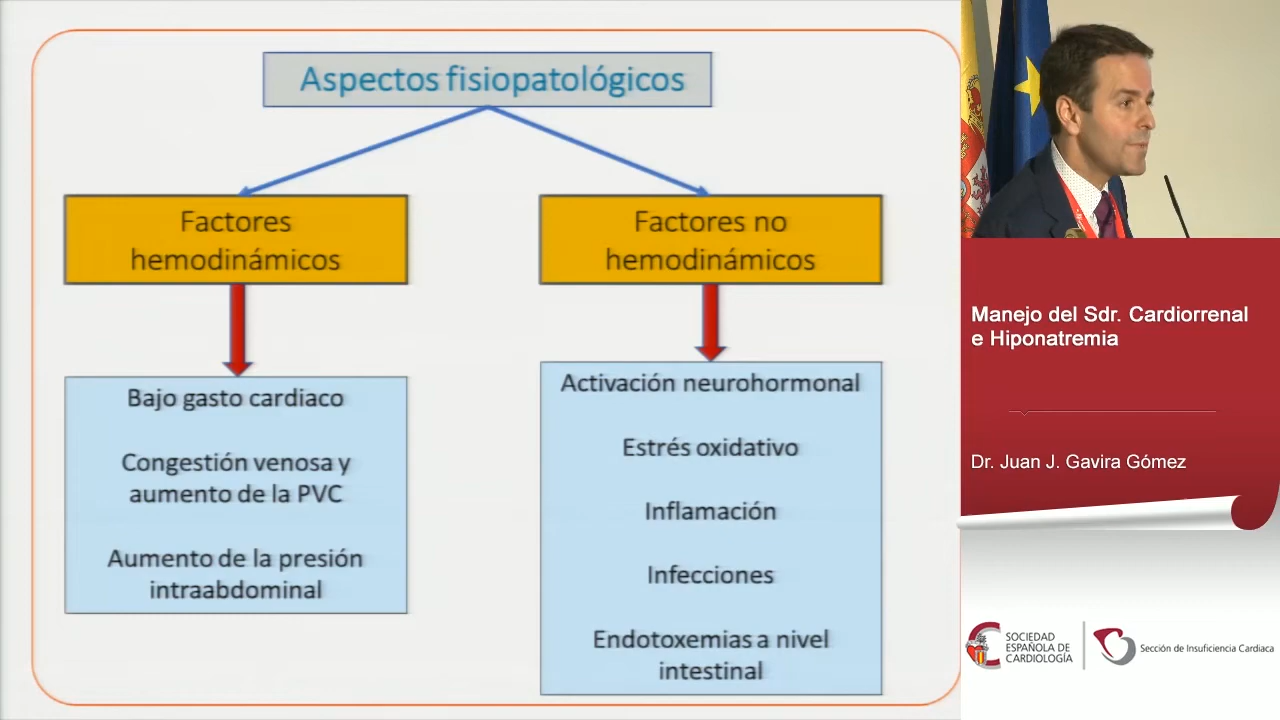 Aspectos fisiopatológicos
Factores
hemodinámicos
Factores no
hemodinámicos
Bajo gasto cardiaco
Congestión venosa y
aumento de la PVC
Aumento de la presión
intraabdominal
Activación neurohormonal
Estrés oxidativo
Inflamación
Infecciones
Endotoxemias a nivel
intestinal
Manejo del Sdr. Cardiorrenal
e Hiponatremia
Dr. Juan J. Gavira Gómez
SOCIEDAD
ESPAÑOLA DE
CARDIOLOGÍA
Sección de Insuficiencia Cardiaca